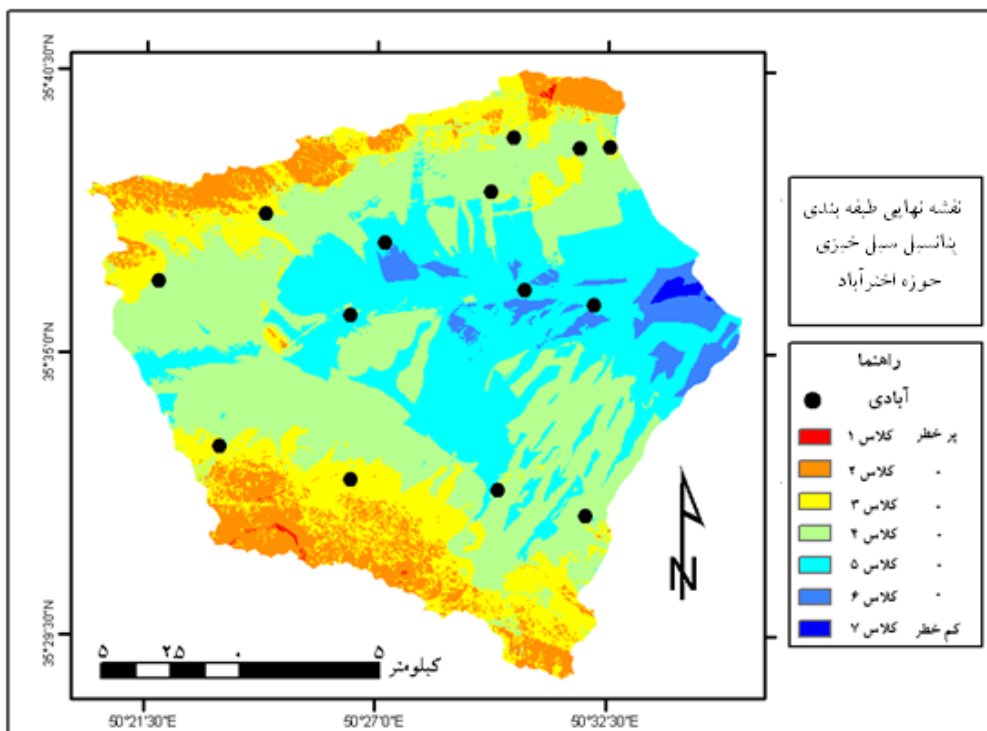 35°40'30"N
35°35'0"N
35°29'30"N
50°21'30"E
50°27'0"E
50°32'30"E
۵ ۲.۵ ۰ ۵ کیلومتر
N
نقشه نهایی طبقه بندی
پتانسیل سیل خیزی
حوزه اخترآباد
راهنما
آبادی
کلاس ۱ پر خطر
کلاس ۲ .
کلاس ۳ .
کلاس ۴ .
کلاس ۵ .
کلاس ۶ .
کلاس ۷ کم خطر